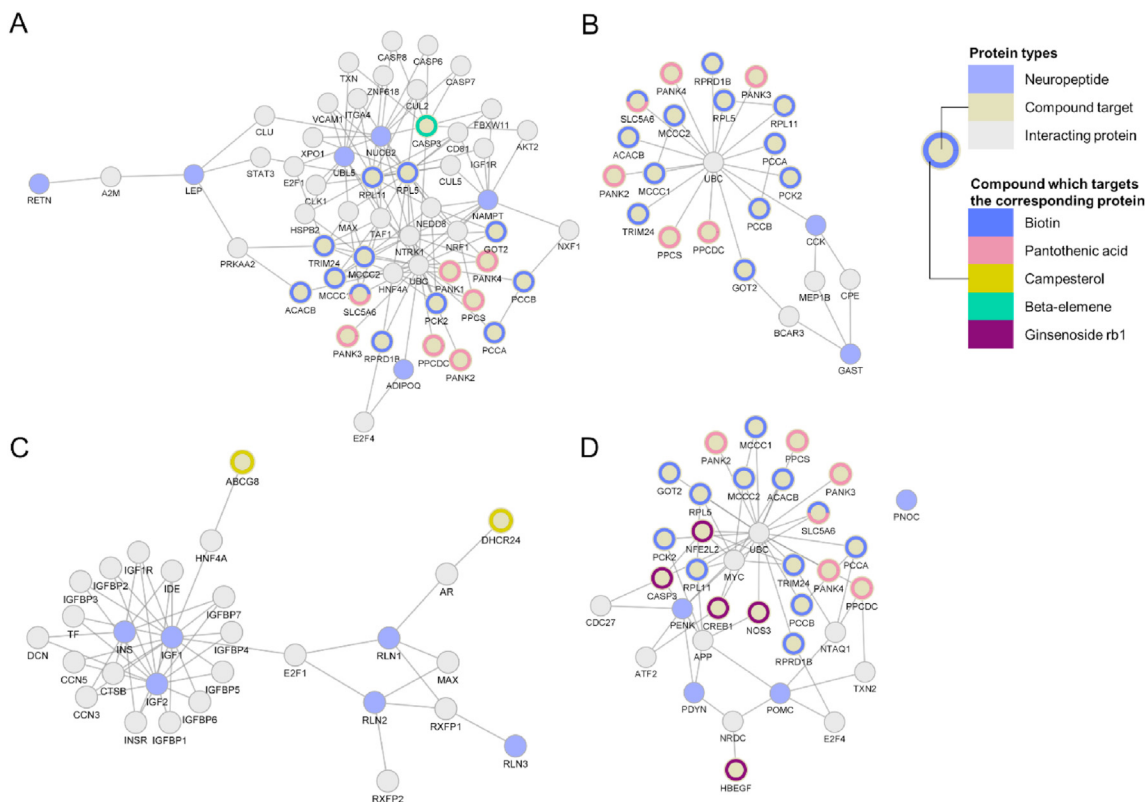 A
CASP8
CASP6
TXN
CASP7
ZNF618
CUL2
VCAM1
ITGA4
FBXW11
CLU
NUCB2
CASP3
CD81
AKT2
XPO1
IGF1R
UBL5
STAT3
E2F1
RPL5
CUL5
RETN
A2M
LEP
CLK1
RPL11
NAMPT
HSPB2
MAX
TAF1
NEDD8
NRF1
GOT2
NXF1
PRKAA2
TRIM24
MCCC2
NTRK1
MCCC1
UBC
PANK4
ACACB
SLC5A6
HNF4A
PANK1
PCCB
PCK2
PPCS
PANK3
RPRD1B
PPCDC
PCCA
PANK2
ADIPOQ
E2F4
B
RPRD1B
PANK4
PANK3
SLC5A6
RPL5
RPL11
MCCC2
ACACB
PCCA
UBC
PANK2
MCCC1
PCK2
TRIM24
PCCB
PPCS
PPCDC
CCK
GOT2
MEP1B
CPE
BCAR3
GAST
Protein types
Neuropeptide
Compound target
Interacting protein
Compound which targets
the corresponding protein
Biotin
Pantothenic acid
Campesterol
Beta-elemene
Ginsenoside rb1
C
ABCG8
DHCR24
HNF4A
IGF1R
IGFBP2
IDE
IGFBP3
AR
IGFBP7
TF
INS
IGF1
RLN1
IGFBP4
DCN
CTSB
E2F1
MAX
CCN5
IGF2
IGFBP5
CCN3
IGFBP6
RLN2
RXFP1
INSR
IGFBP1
RLN3
RXFP2
D
MCCC1
PANK2
PPCS
GOT2
MCCC2
ACACB
PANK3
RPL5
PNOC
SLC5A6
PCK2
NFE2L2
UBC
MYC
PCCA
RPL11
TRIM24
PANK4
CASP3
PPCDC
PCCB
CDC27
PENK
CREB1
NOS3
APP
NTAQ1
RPRD1B
ATF2
TXN2
PDYN
POMC
NRDC
E2F4
HBEGF